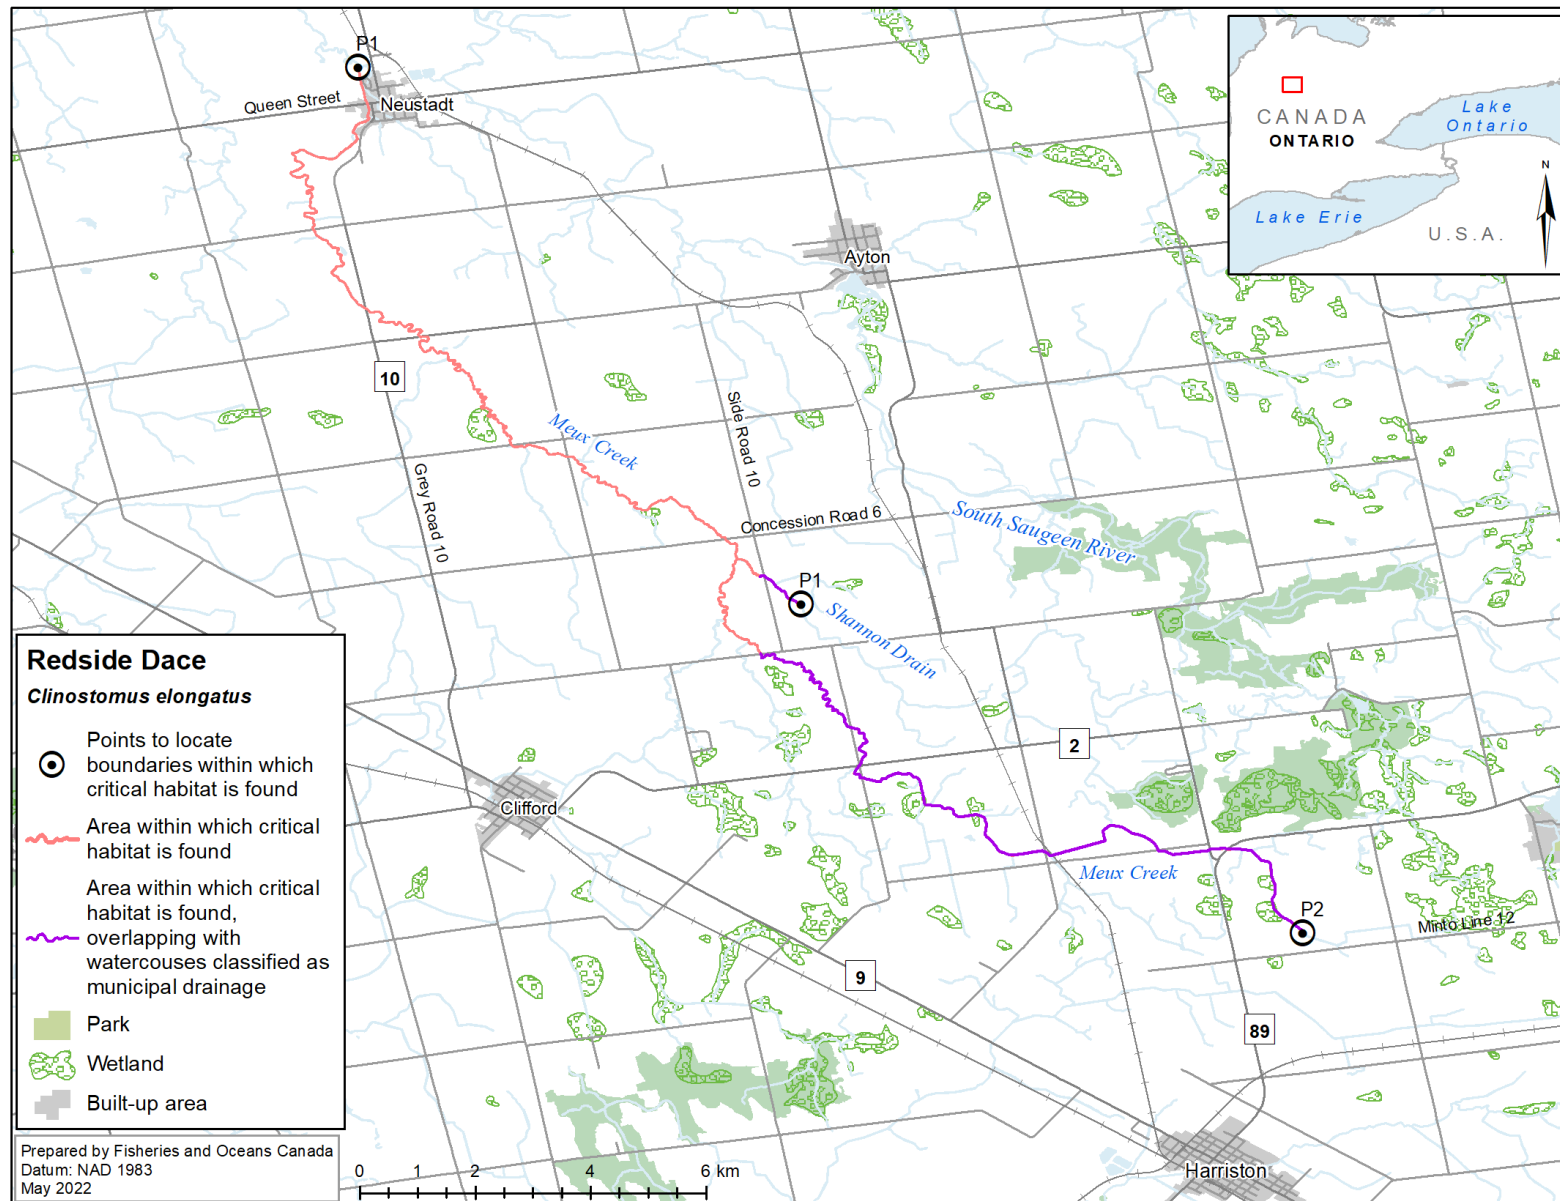 P1
Queen Street
Neustadt
CANADA
ONTARIO
Lake
Ontario
Lake Erie
U.S.A.
N
Ayton
10
Meux Creek
Side Road 10
Grey Road 10
Concession Road 6
South Saugeen River
P1
Shannon Drain
2
Clifford
Meux Creek
P2
Minto Line 12
9
89
Harriston
Redside Dace
Clinostomus elongatus
Points to locate
boundaries within which
critical habitat is found
Area within which critical
habitat is found
Area within which critical
habitat is found,
overlapping with
watercouses classified as
municipal drainage
Park
Wetland
Built-up area
Prepared by Fisheries and Oceans Canada
Datum: NAD 1983
May 2022
0 1 2 4 6 km